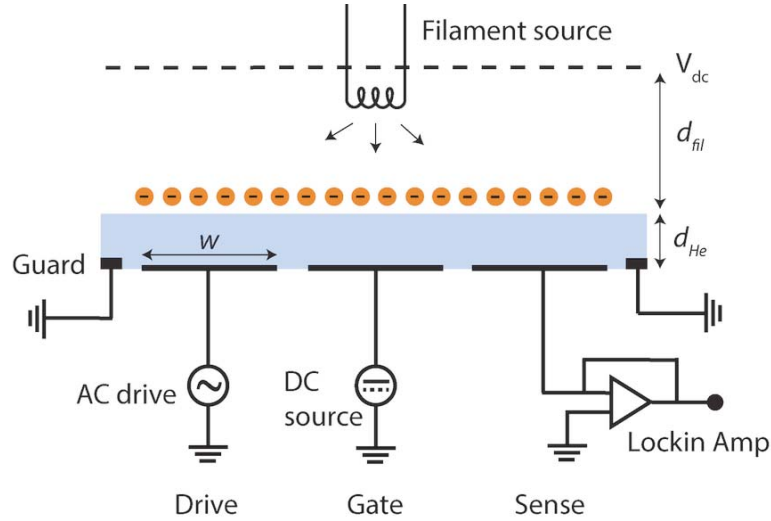 Filament source
V_dc
d_fil
w
d_He
Guard
AC drive
DC
source
Lockin Amp
Drive
Gate
Sense